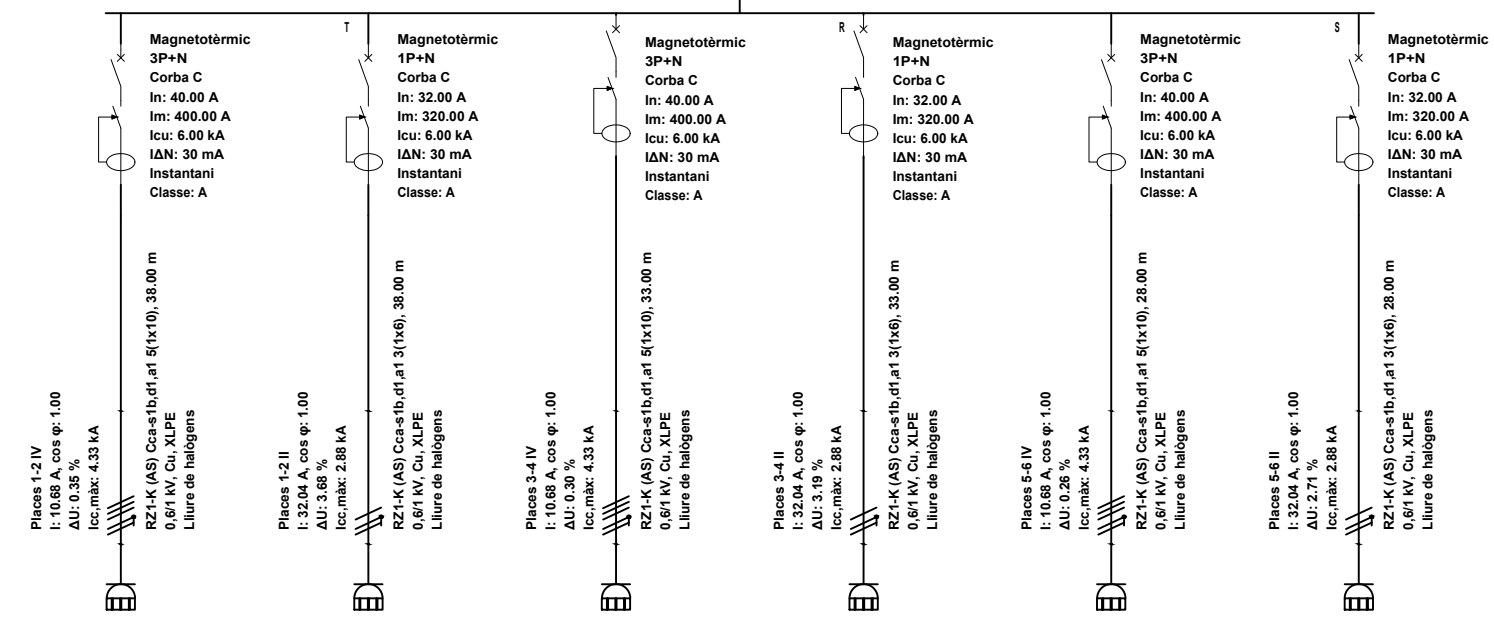 Magnetotèrmic
3P+N
Corba C
In: 40.00 A
Im: 400.00 A
Icu: 6.00 kA
IΔN: 30 mA
Instantani
Classe: A
Places 1-2 IV
I: 10.68 A, cos φ: 1.00
ΔU: 0.35 %
Icc,màx: 4.33 kA
RZ1-K (AS) Cca-s1b,d1,a1 5(1x10), 38.00 m
0,6/1 kV, Cu, XLPE
Lliure de halògens
T
Magnetotèrmic
1P+N
Corba C
In: 32.00 A
Im: 320.00 A
Icu: 6.00 kA
IΔN: 30 mA
Instantani
Classe: A
Places 1-2 II
I: 32.04 A, cos φ: 1.00
ΔU: 3.68 %
Icc,màx: 2.88 kA
RZ1-K (AS) Cca-s1b,d1,a1 3(1x6), 38.00 m
0,6/1 kV, Cu, XLPE
Lliure de halògens
Magnetotèrmic
3P+N
Corba C
In: 40.00 A
Im: 400.00 A
Icu: 6.00 kA
IΔN: 30 mA
Instantani
Classe: A
Places 3-4 IV
I: 10.68 A, cos φ: 1.00
ΔU: 0.30 %
Icc,màx: 4.33 kA
RZ1-K (AS) Cca-s1b,d1,a1 5(1x10), 33.00 m
0,6/1 kV, Cu, XLPE
Lliure de halògens
R
Magnetotèrmic
1P+N
Corba C
In: 32.00 A
Im: 320.00 A
Icu: 6.00 kA
IΔN: 30 mA
Instantani
Classe: A
Places 3-4 II
I: 32.04 A, cos φ: 1.00
ΔU: 3.19 %
Icc,màx: 2.88 kA
RZ1-K (AS) Cca-s1b,d1,a1 3(1x6), 33.00 m
0,6/1 kV, Cu, XLPE
Lliure de halògens
Magnetotèrmic
3P+N
Corba C
In: 40.00 A
Im: 400.00 A
Icu: 6.00 kA
IΔN: 30 mA
Instantani
Classe: A
Places 5-6 IV
I: 10.68 A, cos φ: 1.00
ΔU: 0.26 %
Icc,màx: 4.33 kA
RZ1-K (AS) Cca-s1b,d1,a1 5(1x10), 28.00 m
0,6/1 kV, Cu, XLPE
Lliure de halògens
S
Magnetotèrmic
1P+N
Corba C
In: 32.00 A
Im: 320.00 A
Icu: 6.00 kA
IΔN: 30 mA
Instantani
Classe: A
Places 5-6 II
I: 32.04 A, cos φ: 1.00
ΔU: 2.71 %
Icc,màx: 2.88 kA
RZ1-K (AS) Cca-s1b,d1,a1 3(1x6), 28.00 m
0,6/1 kV, Cu, XLPE
Lliure de halògens